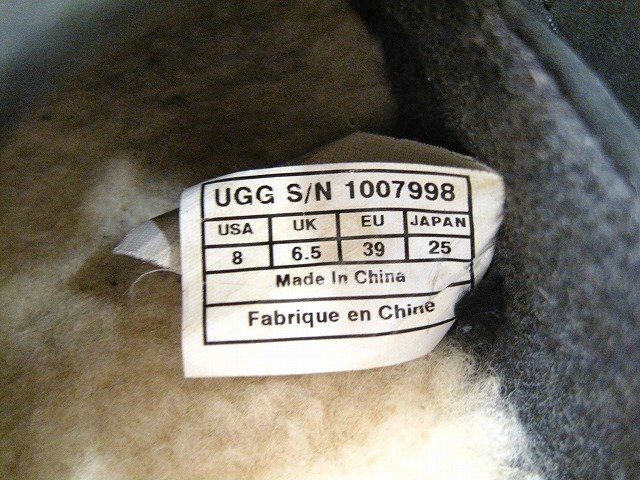 UGG S/N 1007998
USA UK EU JAPAN
8 6.5 39 25
Made In China
Fabrique en Chine